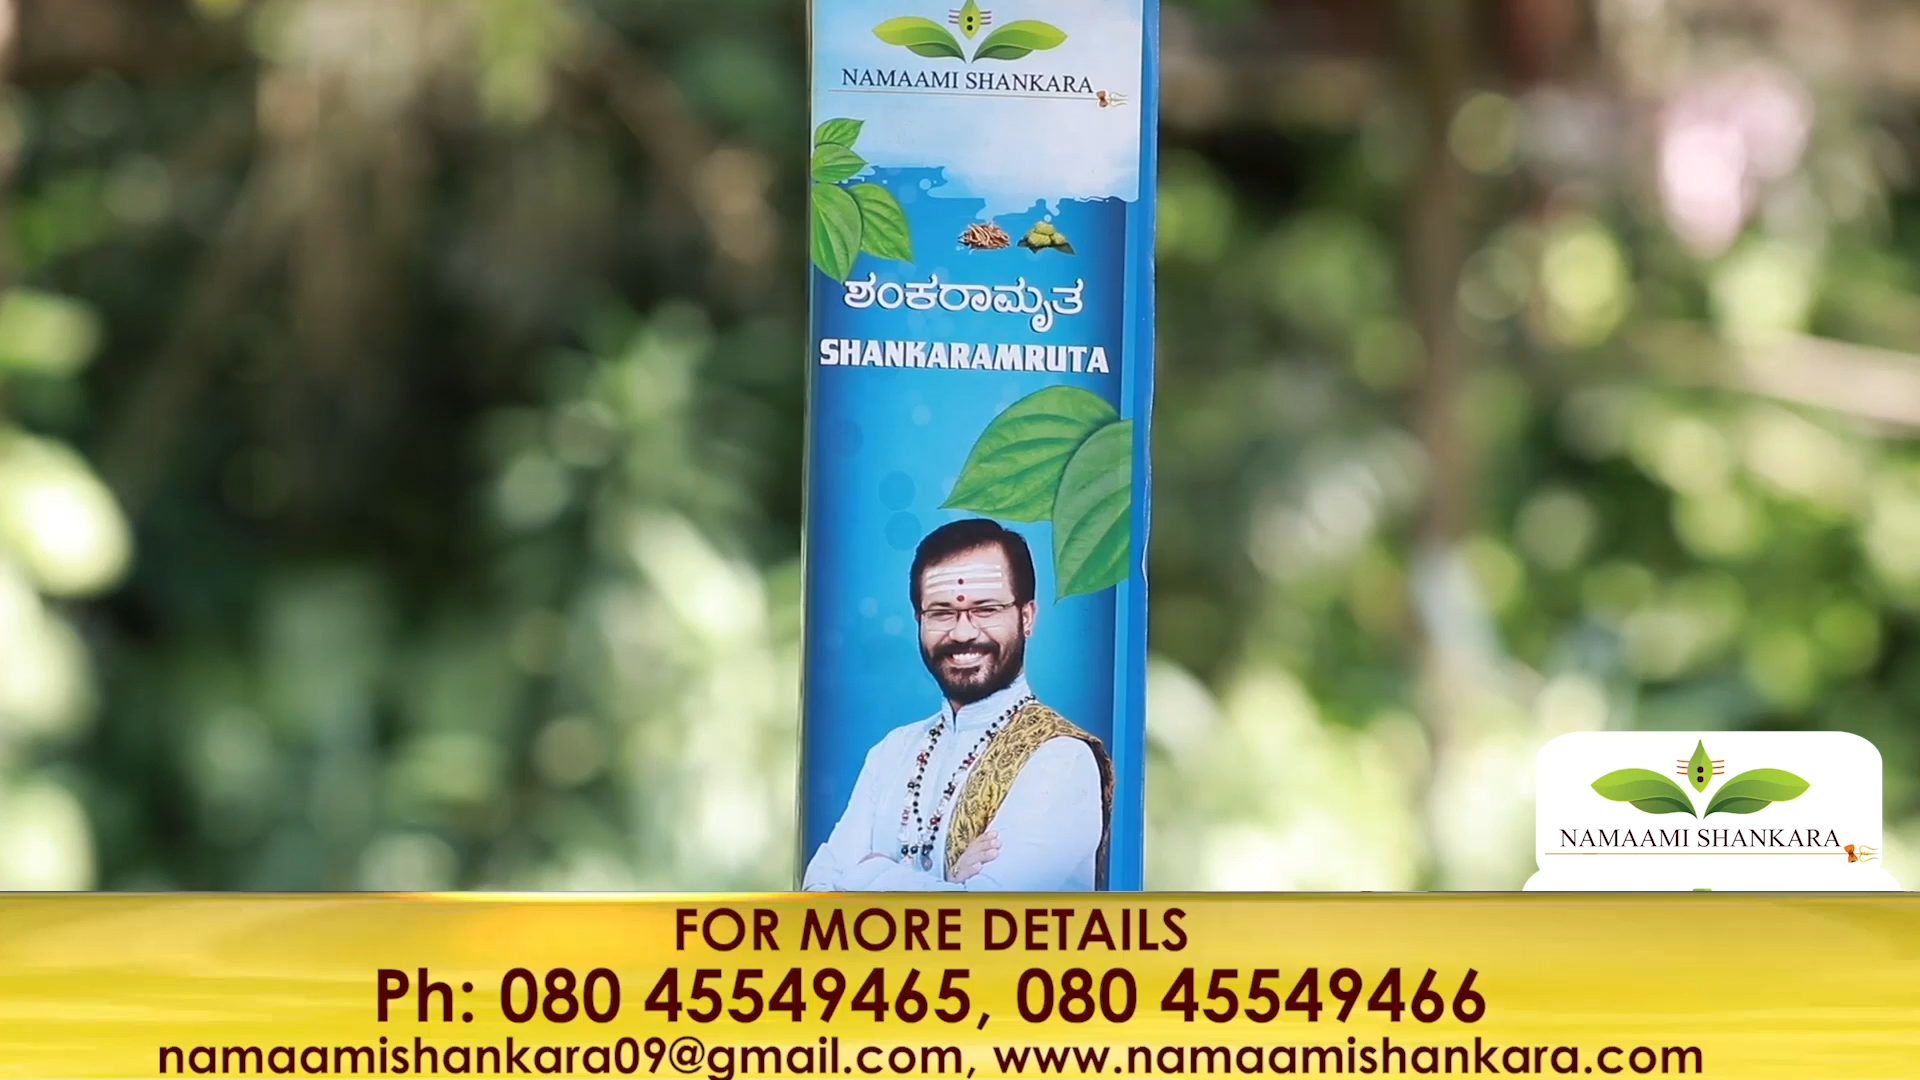 NAMAAMI SHANKARA
ಶಂಕರಾಮೃತ
SHANKARAMRUTA
NAMAAMI SHANKARA
FOR MORE DETAILS
Ph: 080 45549465, 080 45549466
namaamishankara09@gmail.com, www.namaamishankara.com